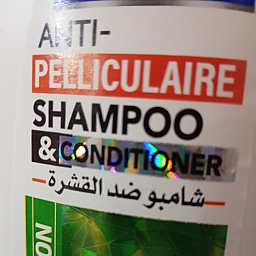 ANTI-
PELLICULAIRE
SHAMPOO
& CONDITIONER
شامبو ضد القشرة